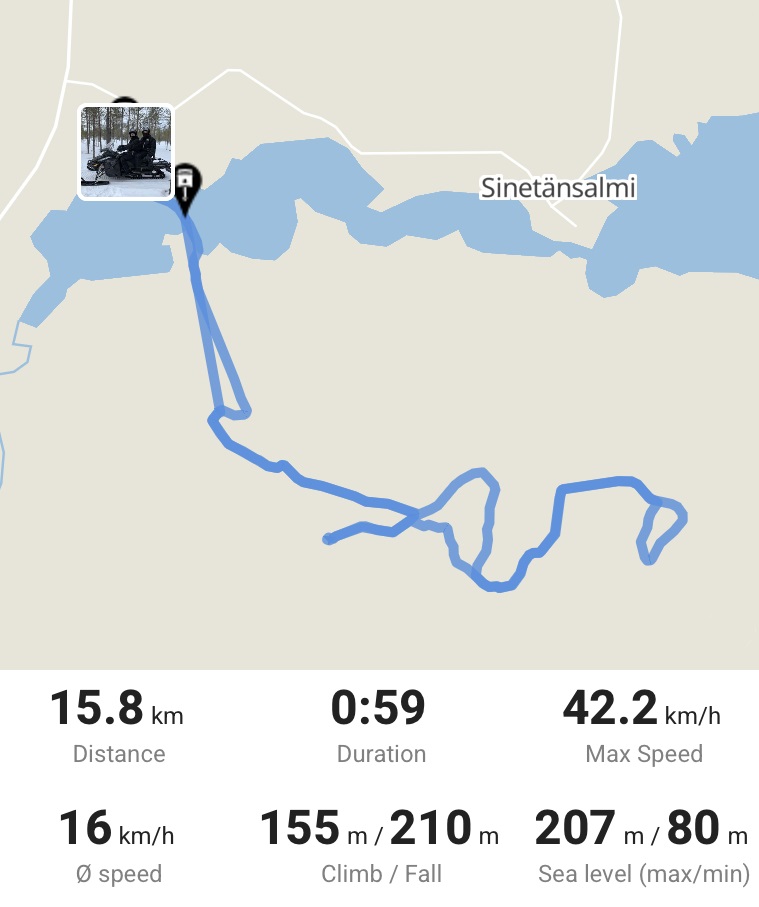 Sinetänsalmi
15.8 km 0:59 42.2 km/h
Distance Duration Max Speed
16 km/h 155 m / 210 m 207 m / 80 m
Ø speed Climb / Fall Sea level (max/min)